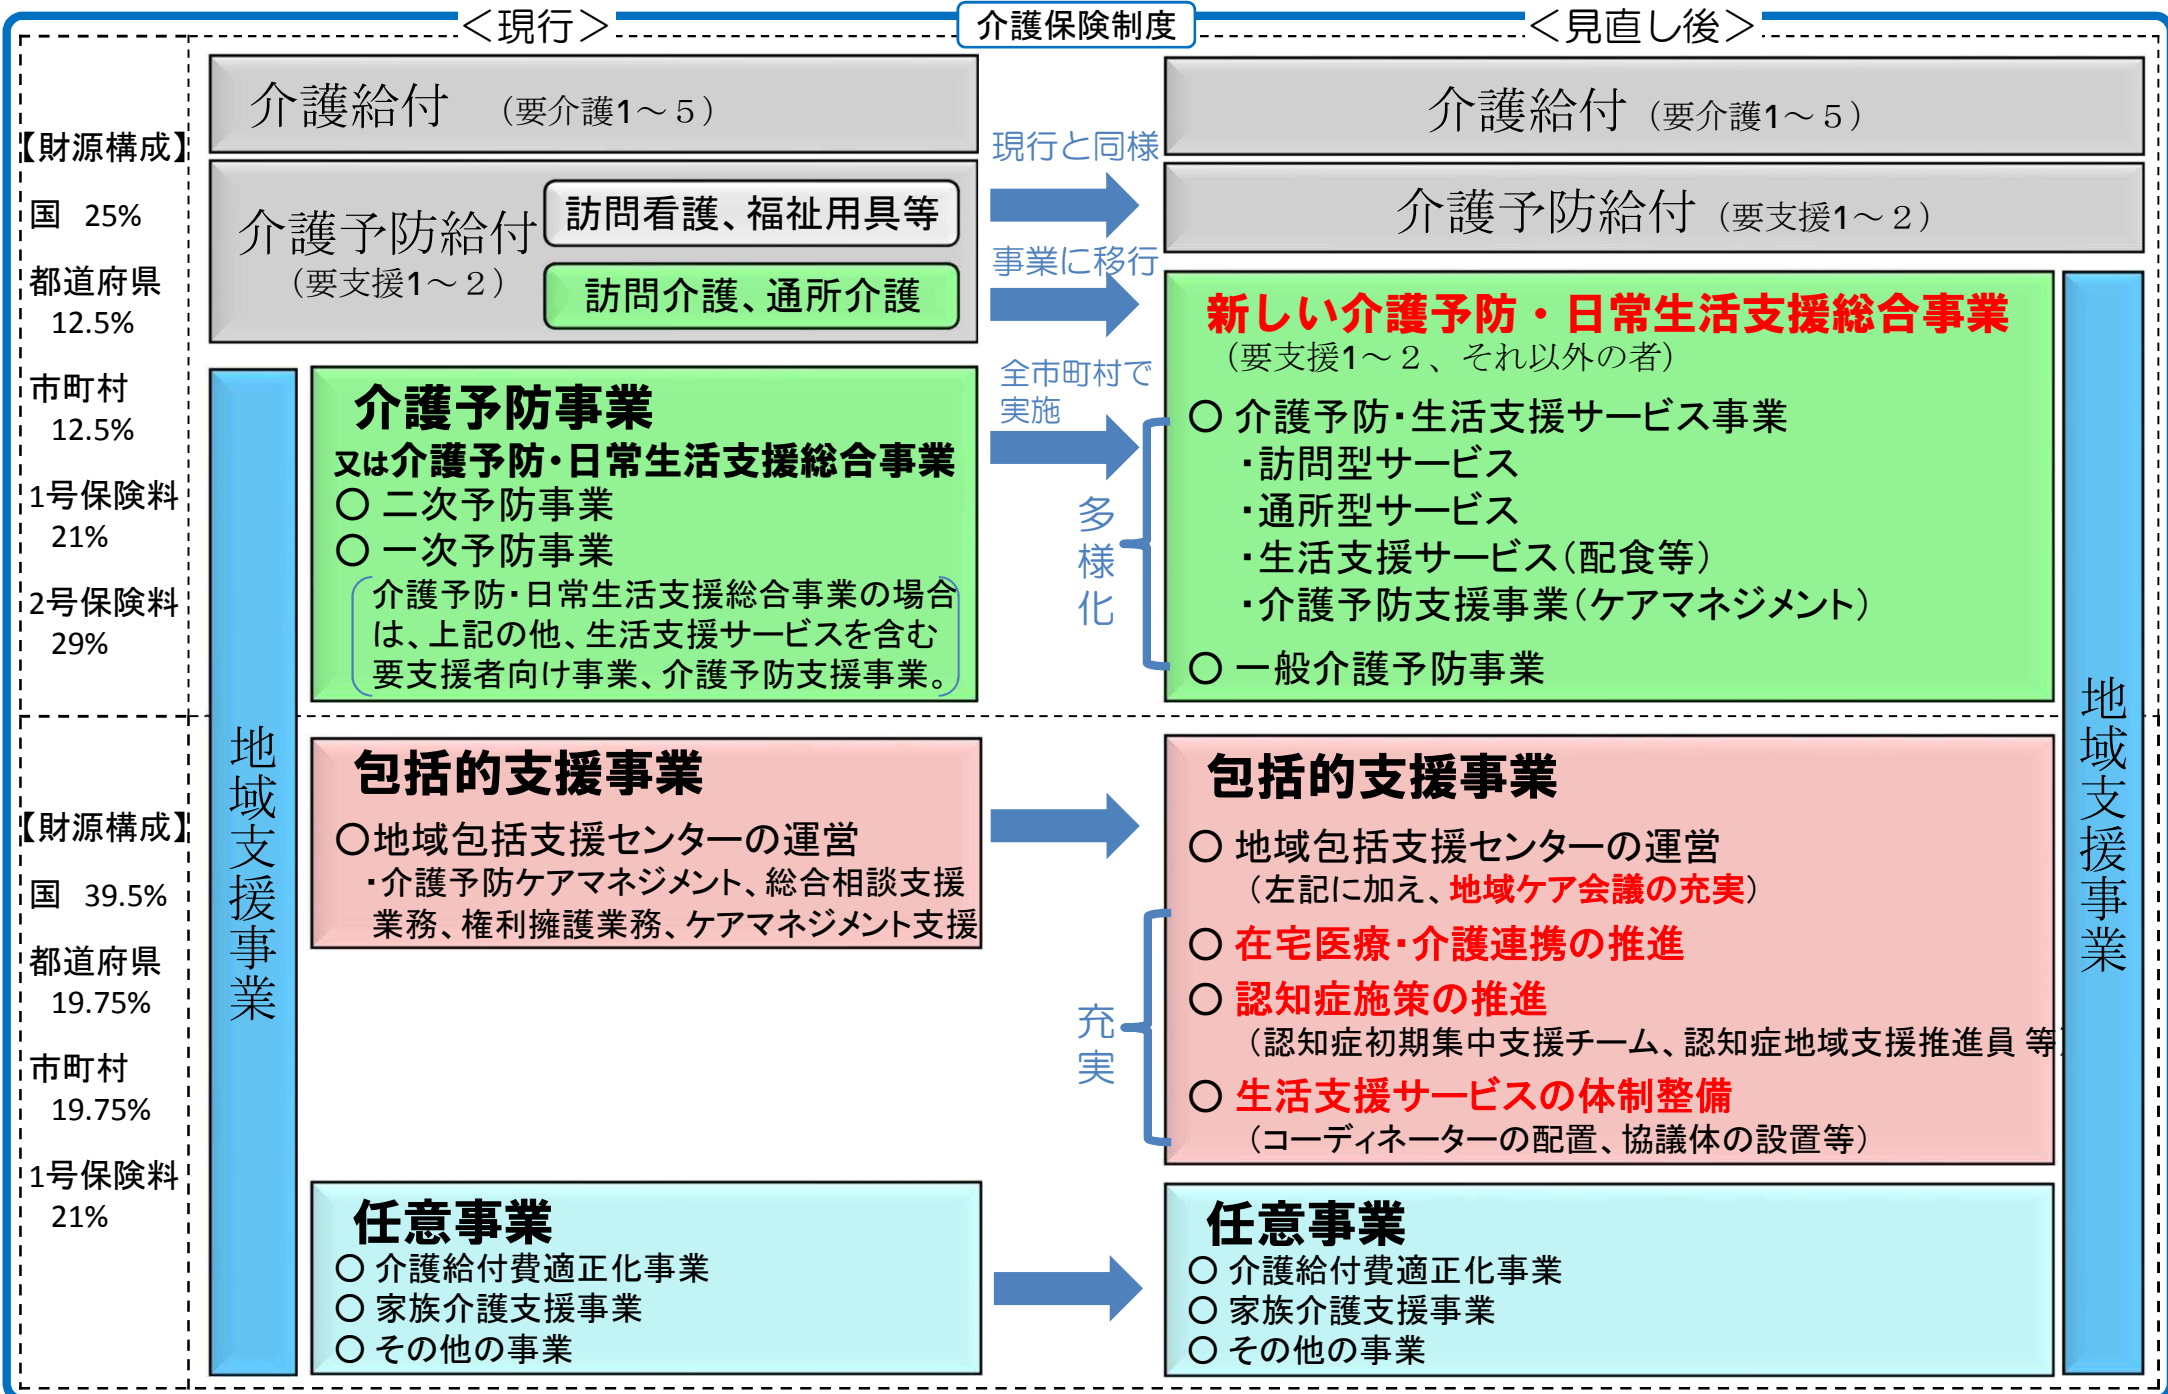 ＜現行＞
介護保険制度
＜見直し後＞
【財源構成】
国 25%
都道府県
12.5%
市町村
12.5%
1号保険料
21%
2号保険料
29%
【財源構成】
国 39.5%
都道府県
19.75%
市町村
19.75%
1号保険料
21%
介護給付 （要介護1～５）
介護予防給付
（要支援1～２）
訪問看護、福祉用具等
訪問介護、通所介護
地域支援事業
介護予防事業
又は介護予防・日常生活支援総合事業
○ 二次予防事業
○ 一次予防事業
介護予防・日常生活支援総合事業の場合
は、上記の他、生活支援サービスを含む
要支援者向け事業、介護予防支援事業。
包括的支援事業
○地域包括支援センターの運営
・介護予防ケアマネジメント、総合相談支援
業務、権利擁護業務、ケアマネジメント支援
任意事業
○ 介護給付費適正化事業
○ 家族介護支援事業
○ その他の事業
現行と同様
事業に移行
全市町村で
実施
多様化
充実
介護給付（要介護1～５）
介護予防給付（要支援1～２）
新しい介護予防・日常生活支援総合事業
（要支援1～２、それ以外の者）
○ 介護予防・生活支援サービス事業
・訪問型サービス
・通所型サービス
・生活支援サービス（配食等）
・介護予防支援事業（ケアマネジメント）
○ 一般介護予防事業
包括的支援事業
○ 地域包括支援センターの運営
（左記に加え、地域ケア会議の充実）
○ 在宅医療・介護連携の推進
○ 認知症施策の推進
（認知症初期集中支援チーム、認知症地域支援推進員 等）
○ 生活支援サービスの体制整備
（コーディネーターの配置、協議体の設置等）
任意事業
○ 介護給付費適正化事業
○ 家族介護支援事業
○ その他の事業
地域支援事業